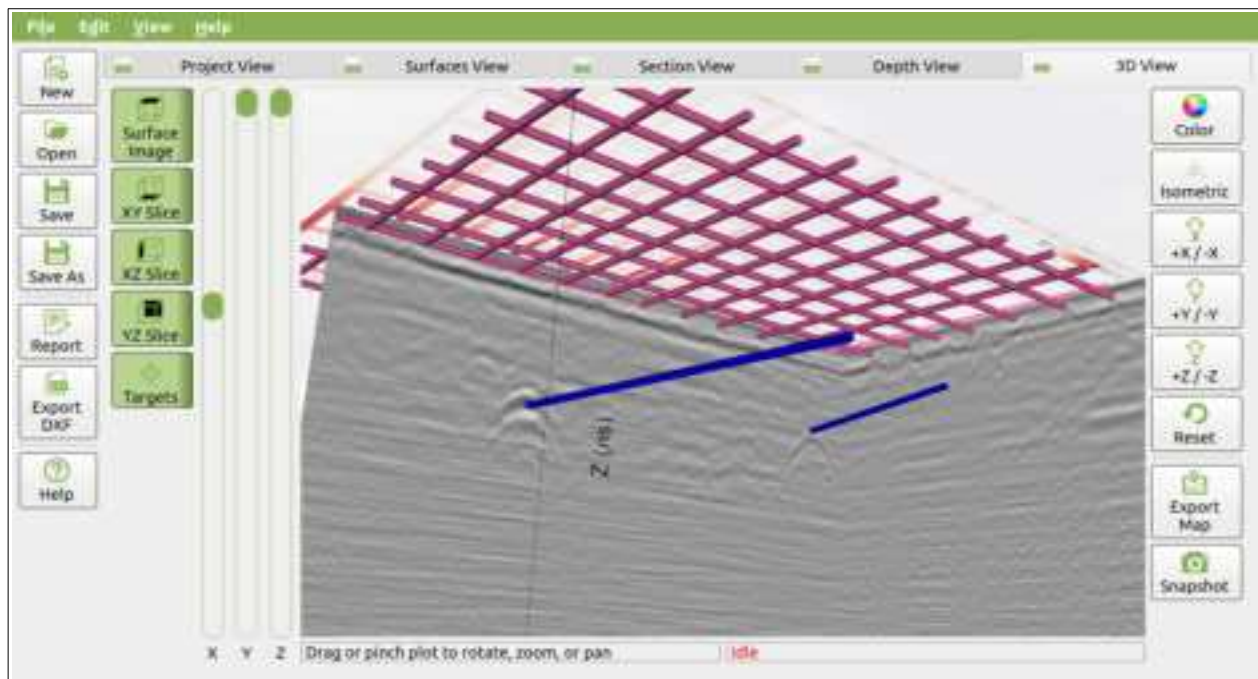 File Edit View Help
Project View Surfaces View Section View Depth View 3D View
New
Open
Save
Save As
Report
Export
DXF
Help
Surface
Image
XY Slice
XZ Slice
YZ Slice
Targets
Z (ns)
Color
Isometric
+X / -X
+Y / -Y
+Z / -Z
Reset
Export
Map
Snapshot
X Y Z Drag or pinch plot to rotate, zoom, or pan Idle